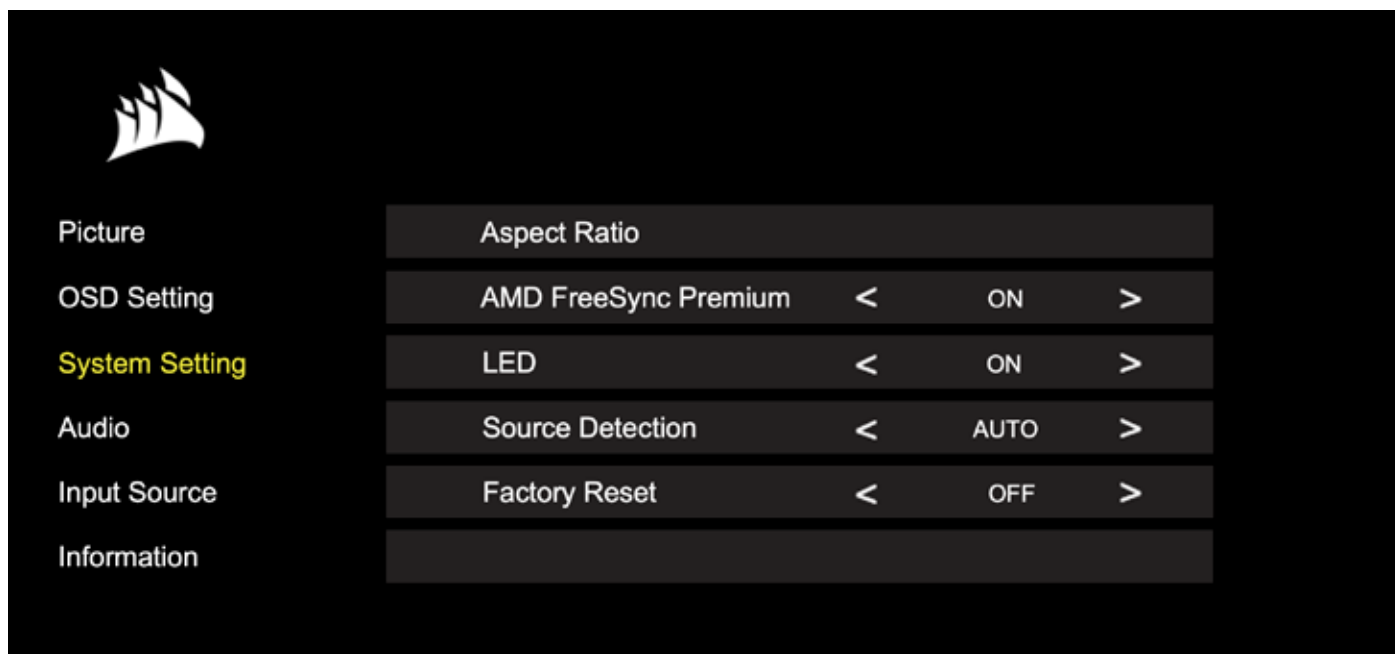 Picture
Aspect Ratio
OSD Setting
AMD FreeSync Premium < ON >
System Setting
LED < ON >
Audio
Source Detection < AUTO >
Input Source
Factory Reset < OFF >
Information